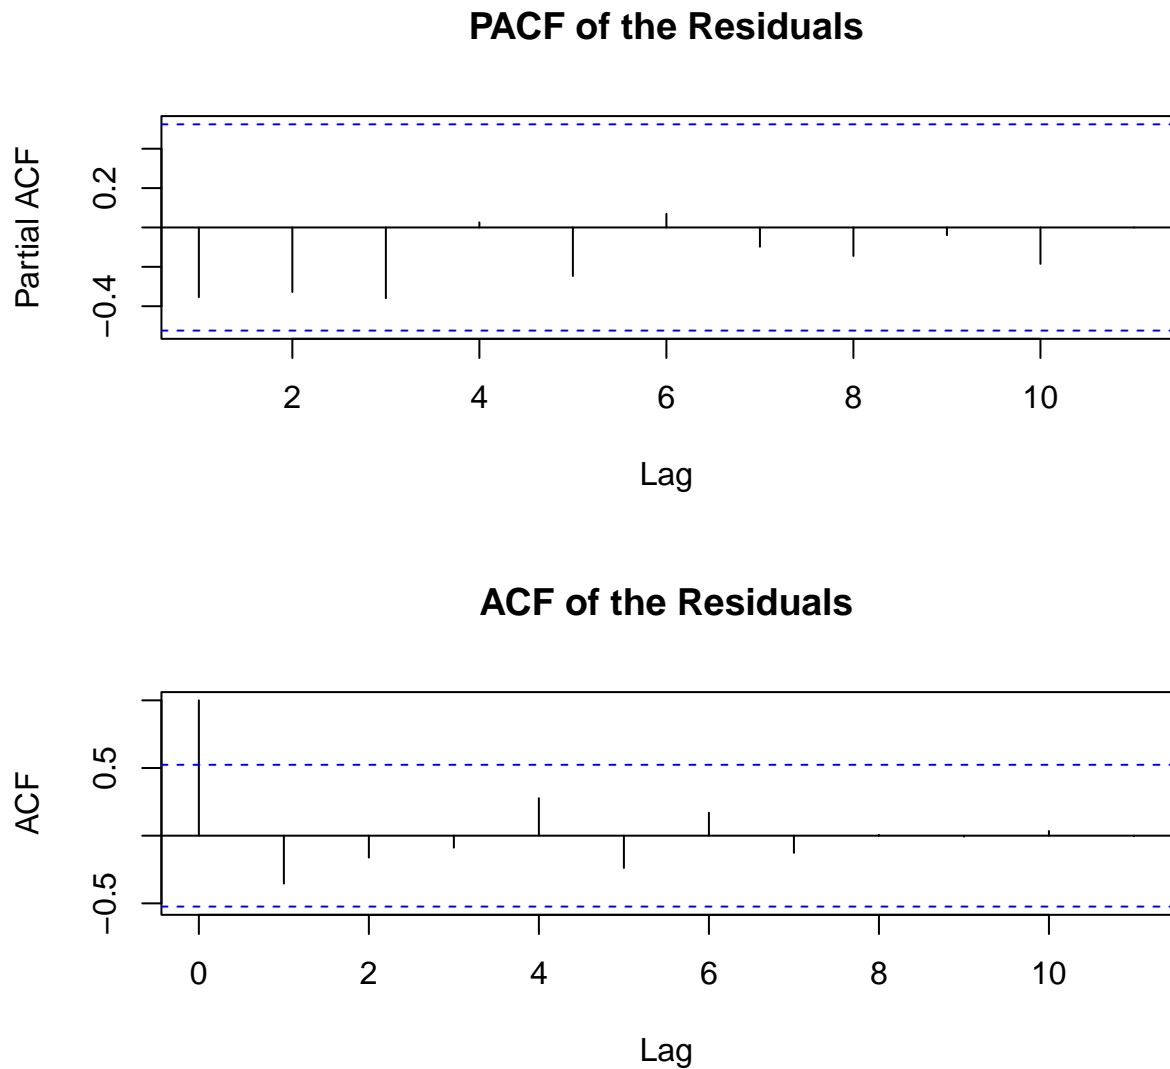 PACF of the Residuals
Partial ACF
0.2
−0.4
2 4 6 8 10
Lag
ACF of the Residuals
ACF
0.5
−0.5
0 2 4 6 8 10
Lag